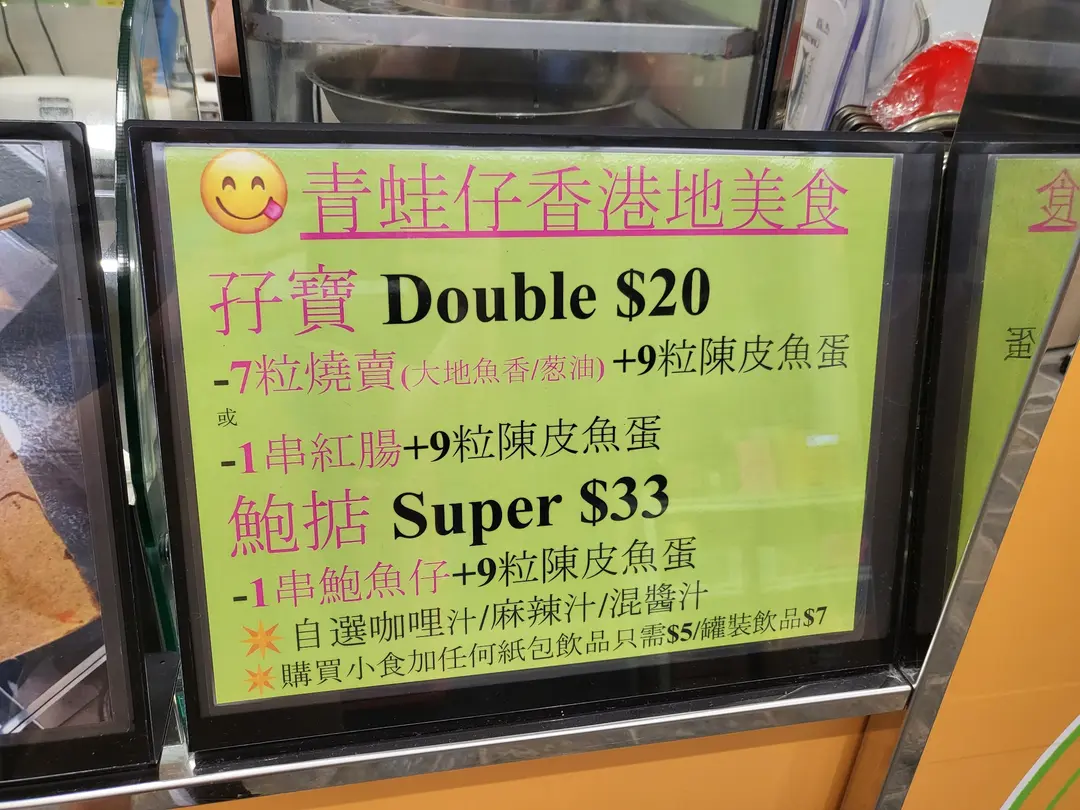 青蛙仔香港地美食
孖寶 Double $20
-7粒燒賣(大地魚香/葱油)+9粒陳皮魚蛋
或
-1串紅腸+9粒陳皮魚蛋
鮑掂 Super $33
-1串鮑魚仔+9粒陳皮魚蛋
自選咖哩汁/麻辣汁/混醬汁
購買小食加任何紙包飲品只需$5/罐裝飲品$7
食
蛋